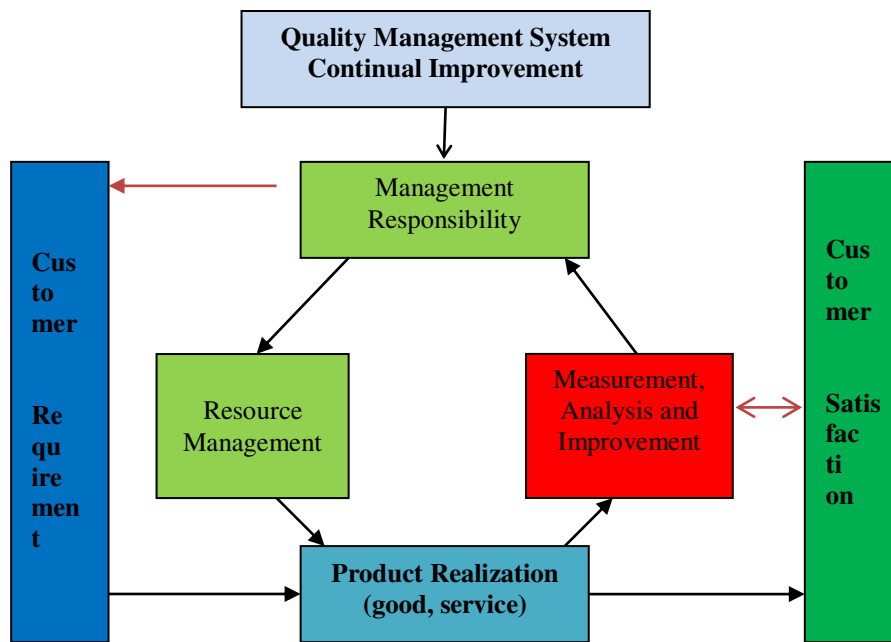 Quality Management System
Continual Improvement
Management
Responsibility
Cus
to
mer
Re
qu
ire
men
t
Resource
Management
Measurement,
Analysis and
Improvement
Cus
to
mer
Satis
fac
ti
on
Product Realization
(good, service)